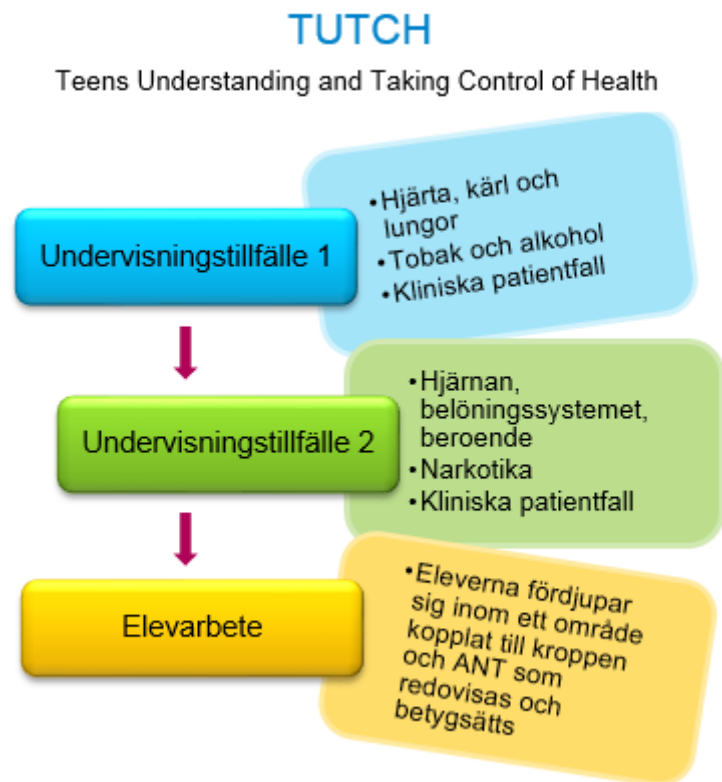 TUTCH
Teens Understanding and Taking Control of Health
Undervisningstillfälle 1
•Hjärta, kärl och
lungor
•Tobak och alkohol
•Kliniska patientfall
Undervisningstillfälle 2
•Hjärnan,
belöningssystemet,
beroende
•Narkotika
•Kliniska patientfall
Elevarbete
•Eleverna fördjupar
sig inom ett område
kopplat till kroppen
och ANT som
redovisas och
betygsätts